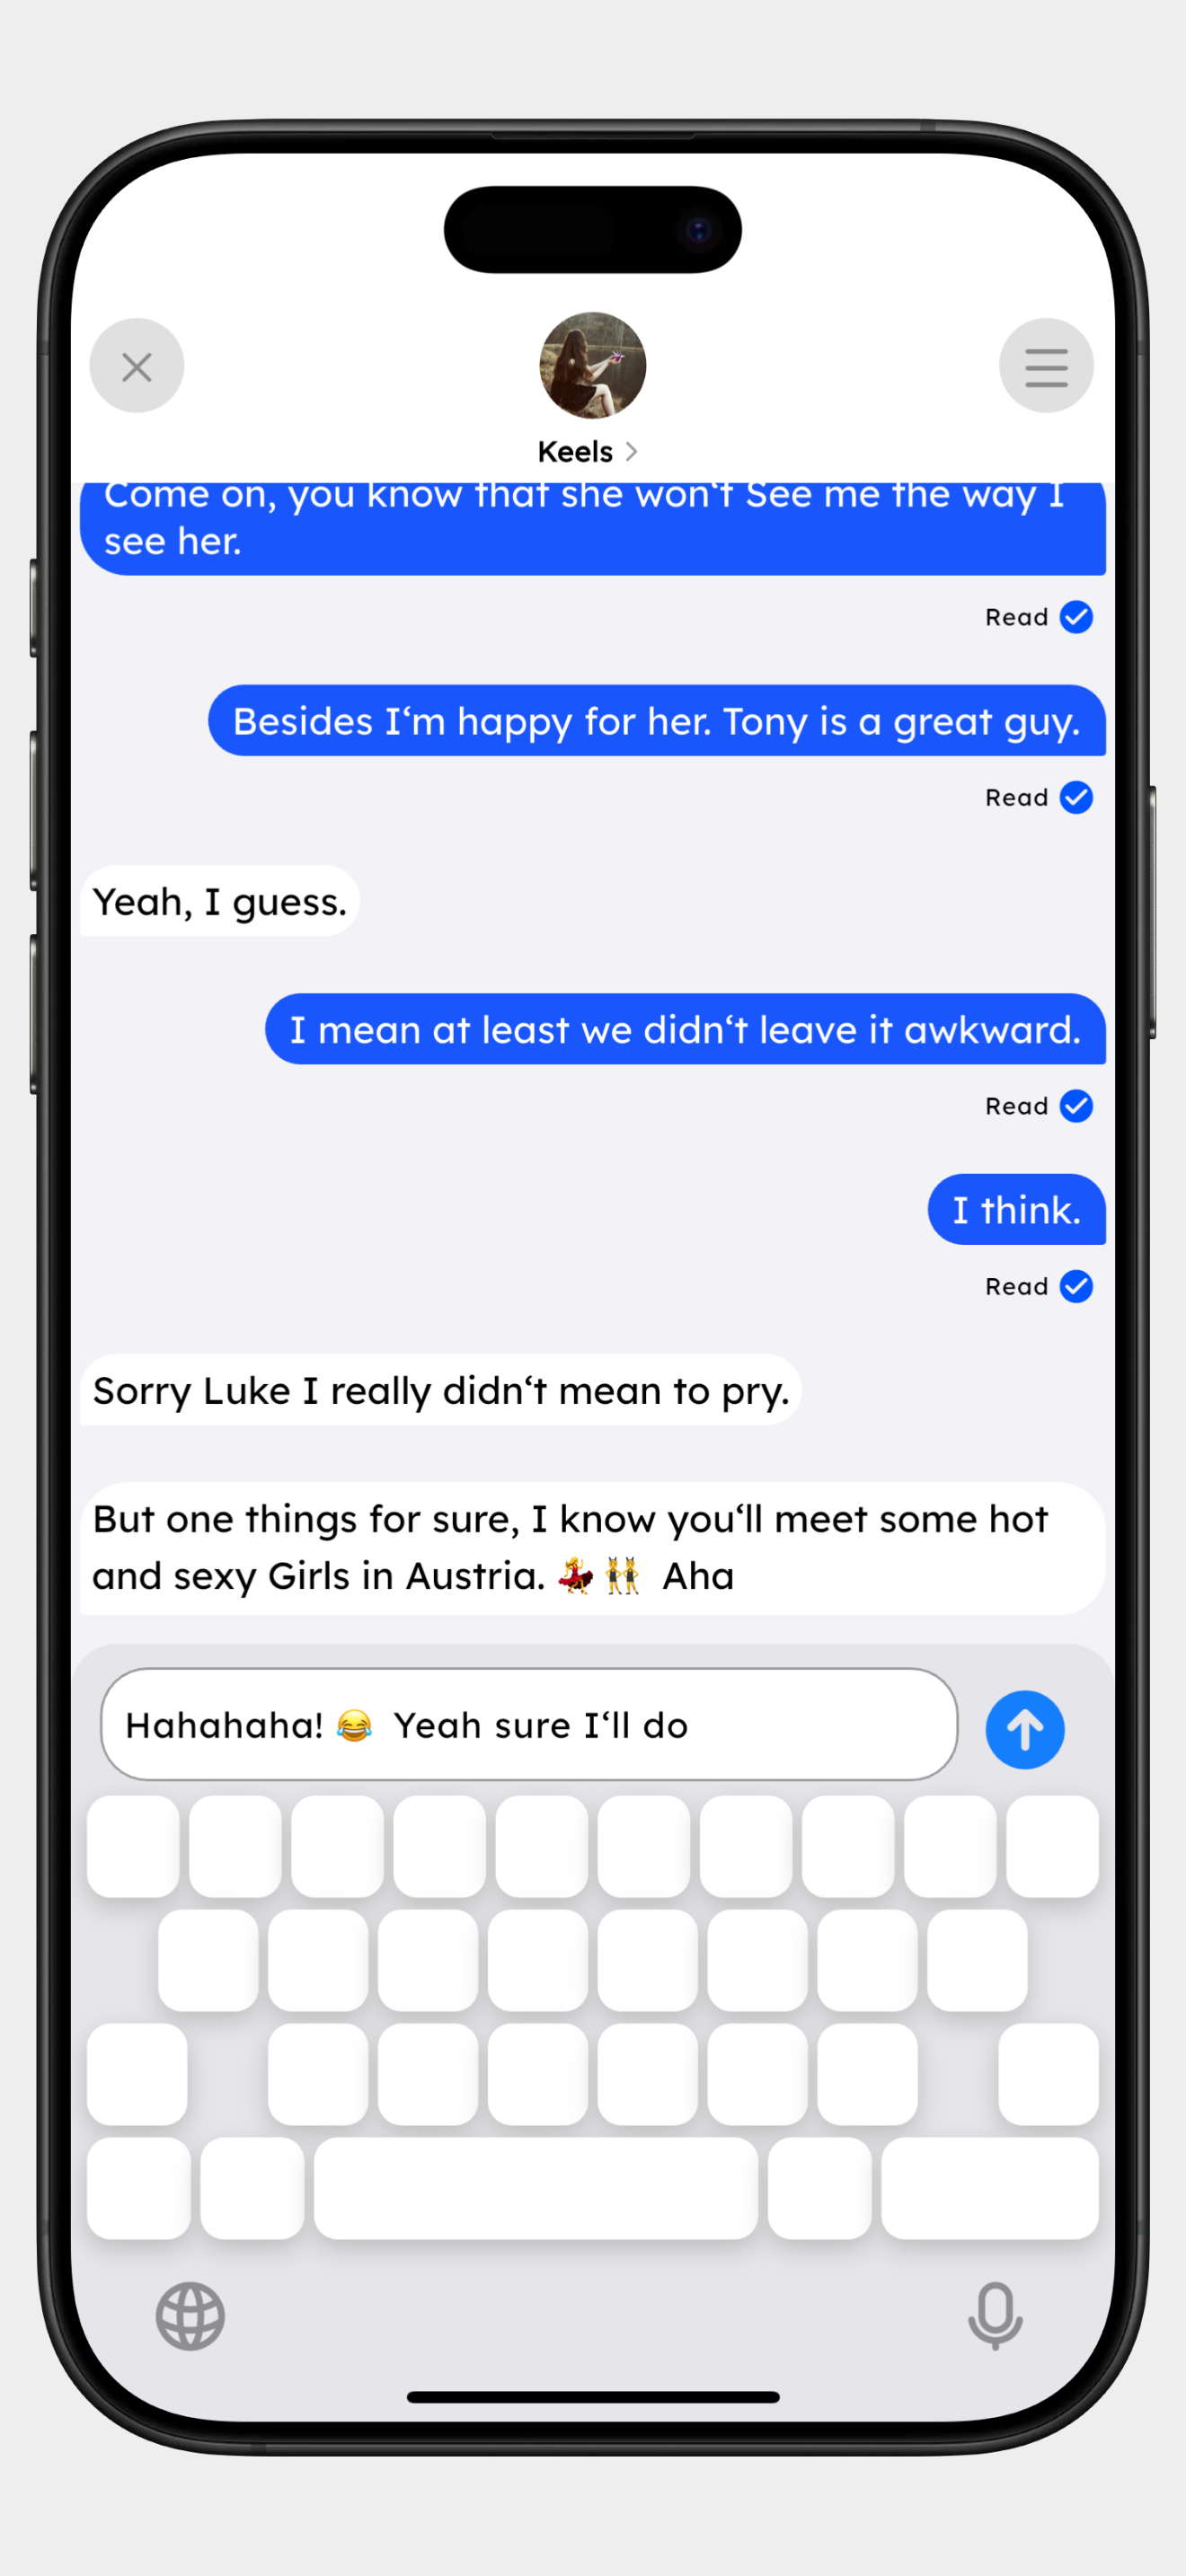 Keels
Come on, you know that she won‘t See me the way I
see her.
Read
Besides I‘m happy for her. Tony is a great guy.
Read
Yeah, I guess.
I mean at least we didn‘t leave it awkward.
Read
I think.
Read
Sorry Luke I really didn‘t mean to pry.
But one things for sure, I know you‘ll meet some hot
and sexy Girls in Austria. 💃👯 Aha
Hahahaha! 😂 Yeah sure I‘ll do